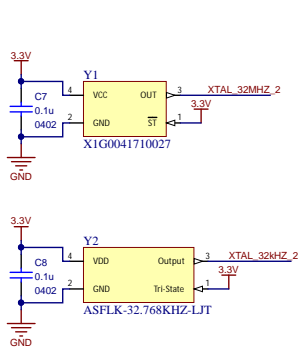 3.3V
Y1
C7
0.1u
0402
4 VCC OUT 3 XTAL_32MHZ_2
3.3V
2 GND ST 1
X1G0041710027
GND
3.3V
Y2
C8
0.1u
0402
4 VDD Output 3 XTAL_32kHZ_2
3.3V
2 GND Tri-State 1
ASFLK-32.768KHZ-LJT
GND